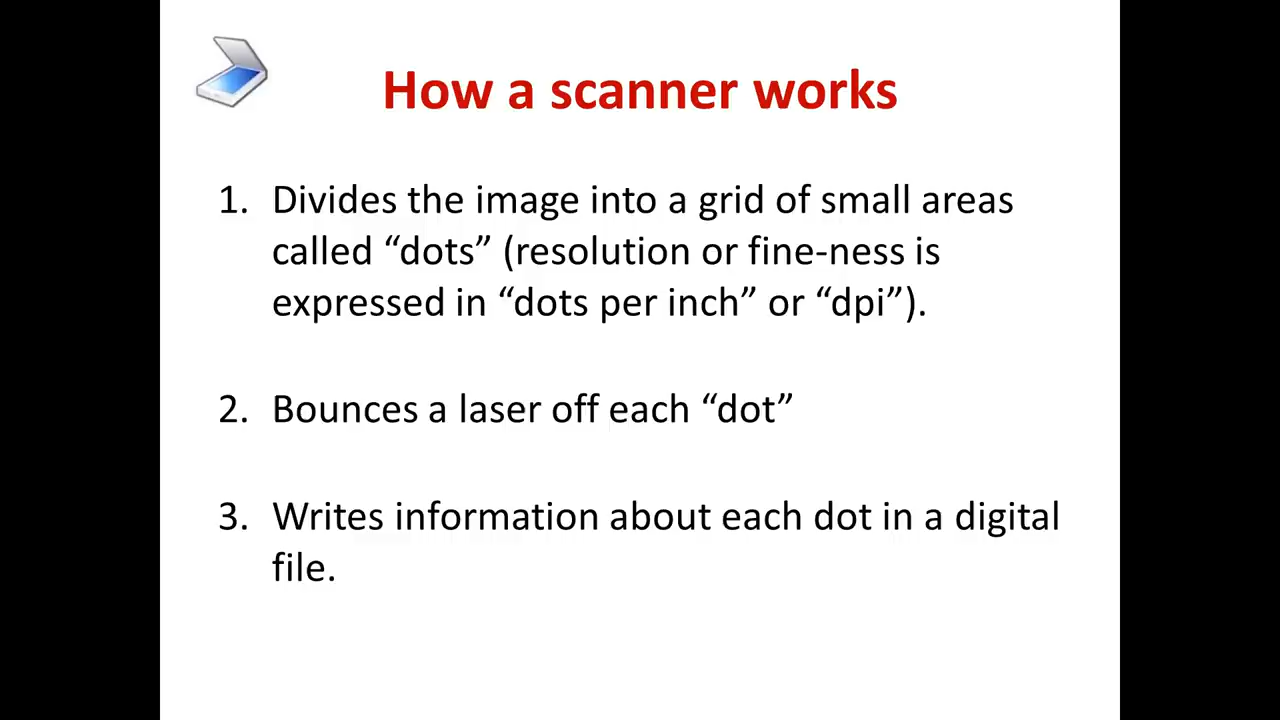 How a scanner works
1. Divides the image into a grid of small areas
called “dots” (resolution or fine-ness is
expressed in “dots per inch” or “dpi”).
2. Bounces a laser off each “dot”
3. Writes information about each dot in a digital
file.